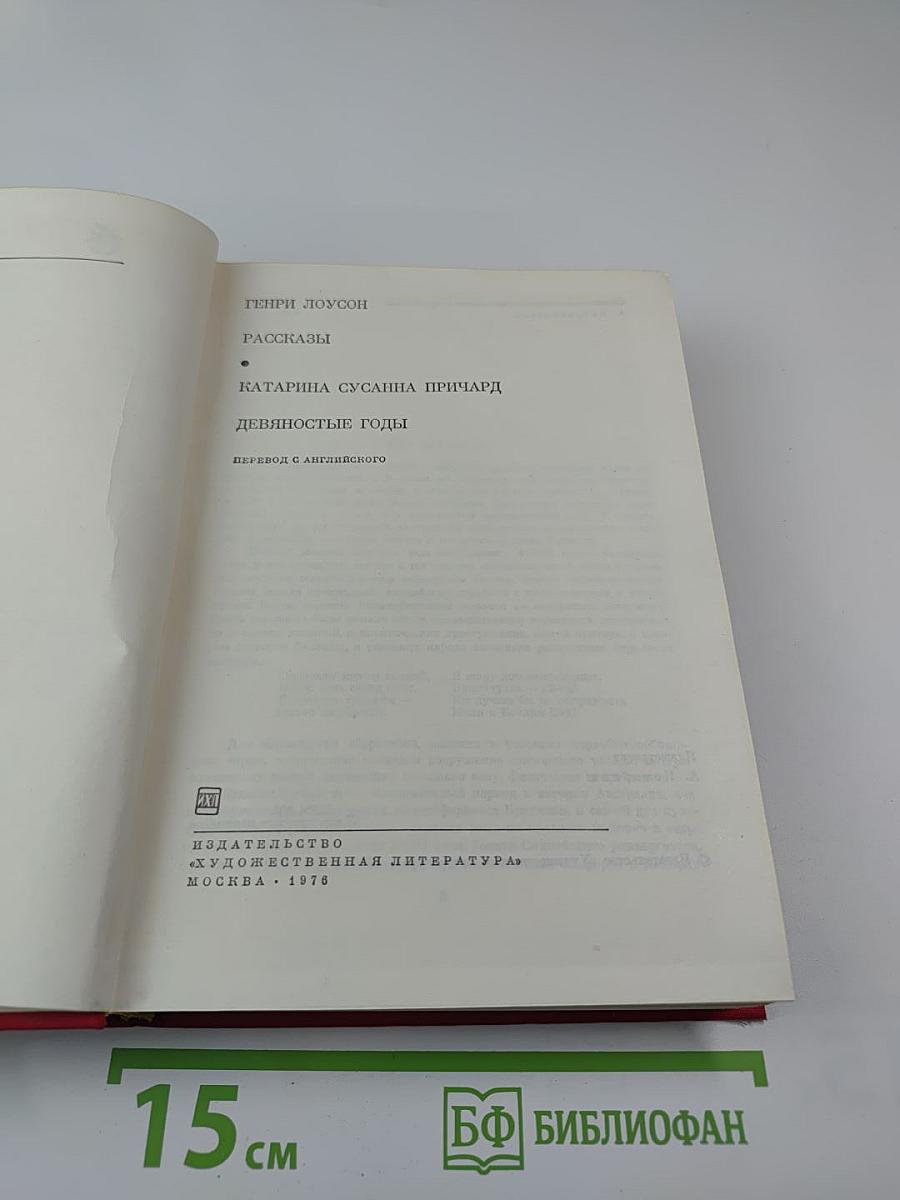 ГЕНРИ ЛОУСОН
РАССКАЗЫ
•
КАТАРИНА СУСАННА ПРИЧАРД
ДЕВЯНОСТЫЕ ГОДЫ
ПЕРЕВОД С АНГЛИЙСКОГО
ИХЛ
ИЗДАТЕЛЬСТВО
«ХУДОЖЕСТВЕННАЯ ЛИТЕРАТУРА»
МОСКВА • 1976
15 см
БФ БИБЛИОФАН